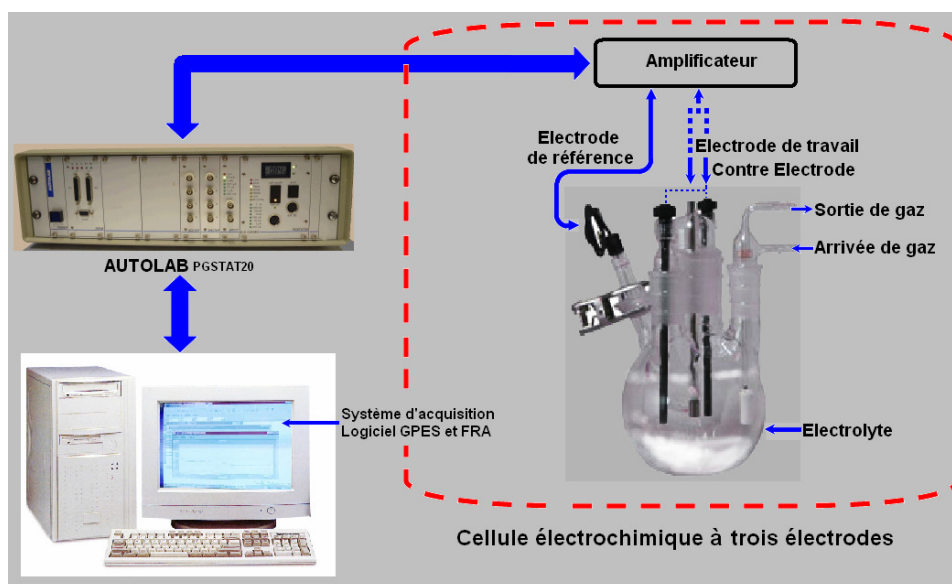 Amplificateur
Electrode
de référence
Electrode de travail
Contre Electrode
Sortie de gaz
Arrivée de gaz
AUTOLAB PGSTAT20
Système d'acquisition
Logiciel GPES et FRA
Electrolyte
Cellule électrochimique à trois électrodes